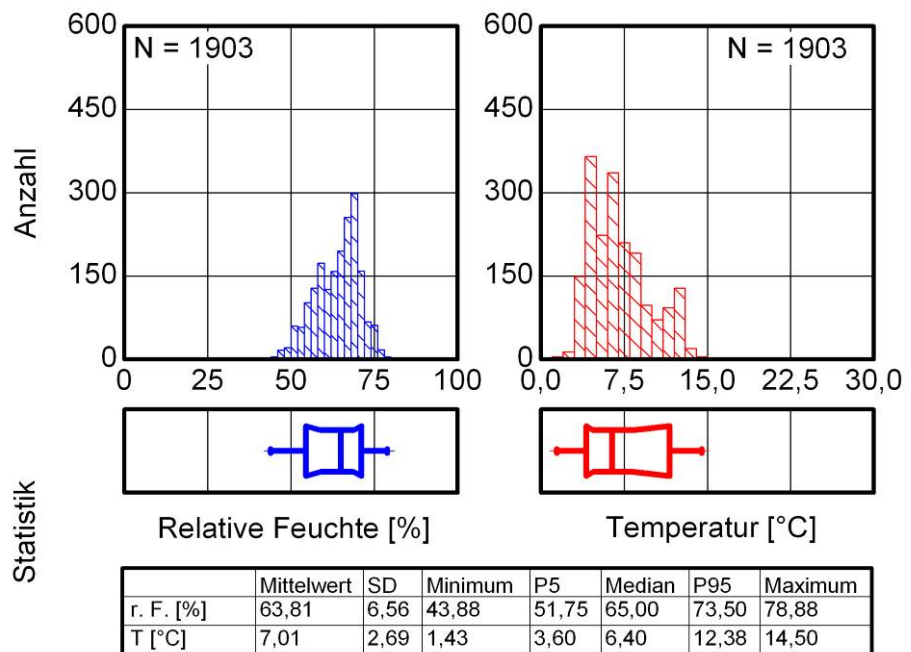 600 600
N = 1903 N = 1903
450 450
Anzahl
300 300
150 150
0 0
0 25 50 75 100 0,0 7,5 15,0 22,5 30,0
Statistik
Relative Feuchte [%] Temperatur [°C]
Mittelwert SD Minimum P5 Median P95 Maximum
r. F. [%] 63,81 6,56 43,88 51,75 65,00 73,50 78,88
T [°C] 7,01 2,69 1,43 3,60 6,40 12,38 14,50